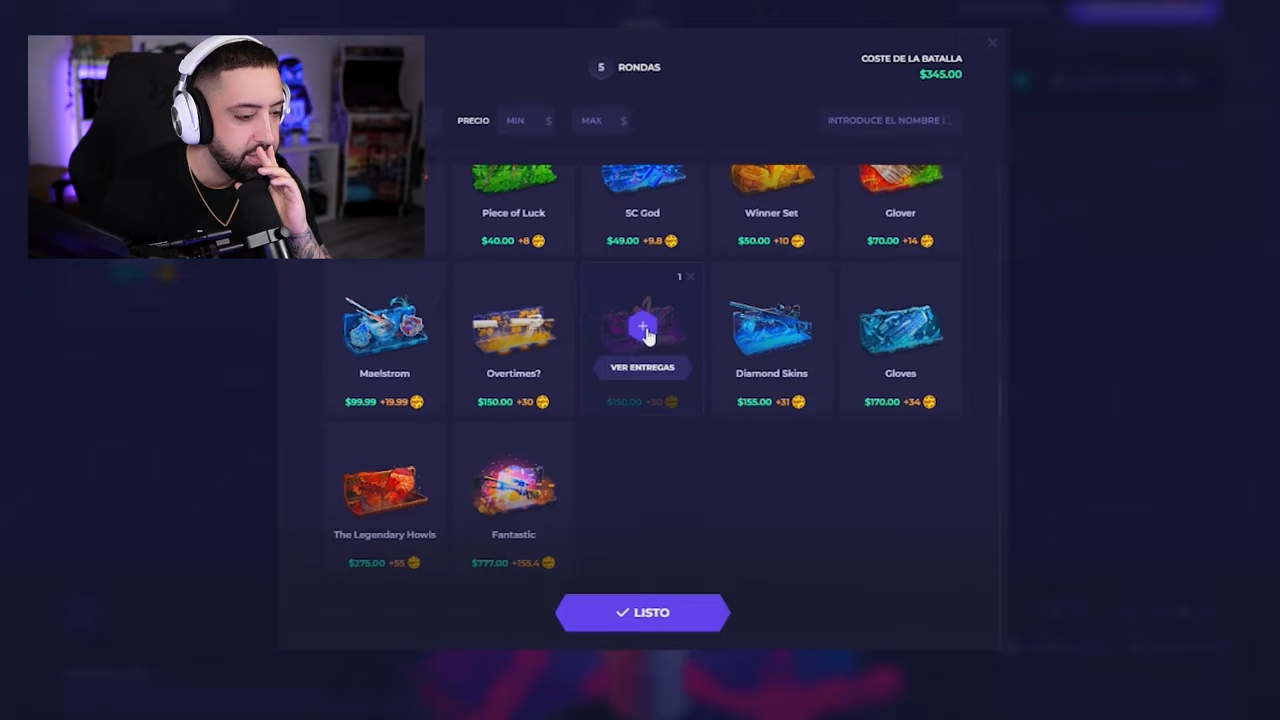 5 RONDAS
COSTE DE LA BATALLA
$345.00
PRECIO MIN $ MAX $
INTRODUCE EL NOMBRE
Piece of Luck
$40.00 +8
SC God
$49.00 +9.8
Winner Set
$50.00 +10
Glover
$70.00 +14
Maelstrom
$99.99 +19.99
Overtimes?
$150.00 +30
1
VER ENTREGAS
$150.00 +30
Diamond Skins
$155.00 +31
Gloves
$170.00 +34
The Legendary Howls
$275.00 +55
Fantastic
$777.00 +155.4
LISTO